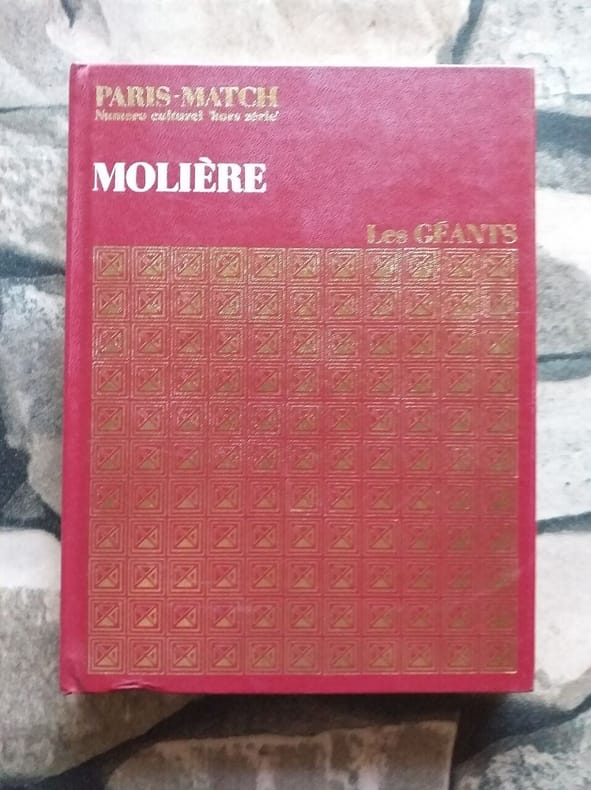 PARIS-MATCH
Numéro culturel 'hors série'
MOLIÈRE
Les GÉANTS